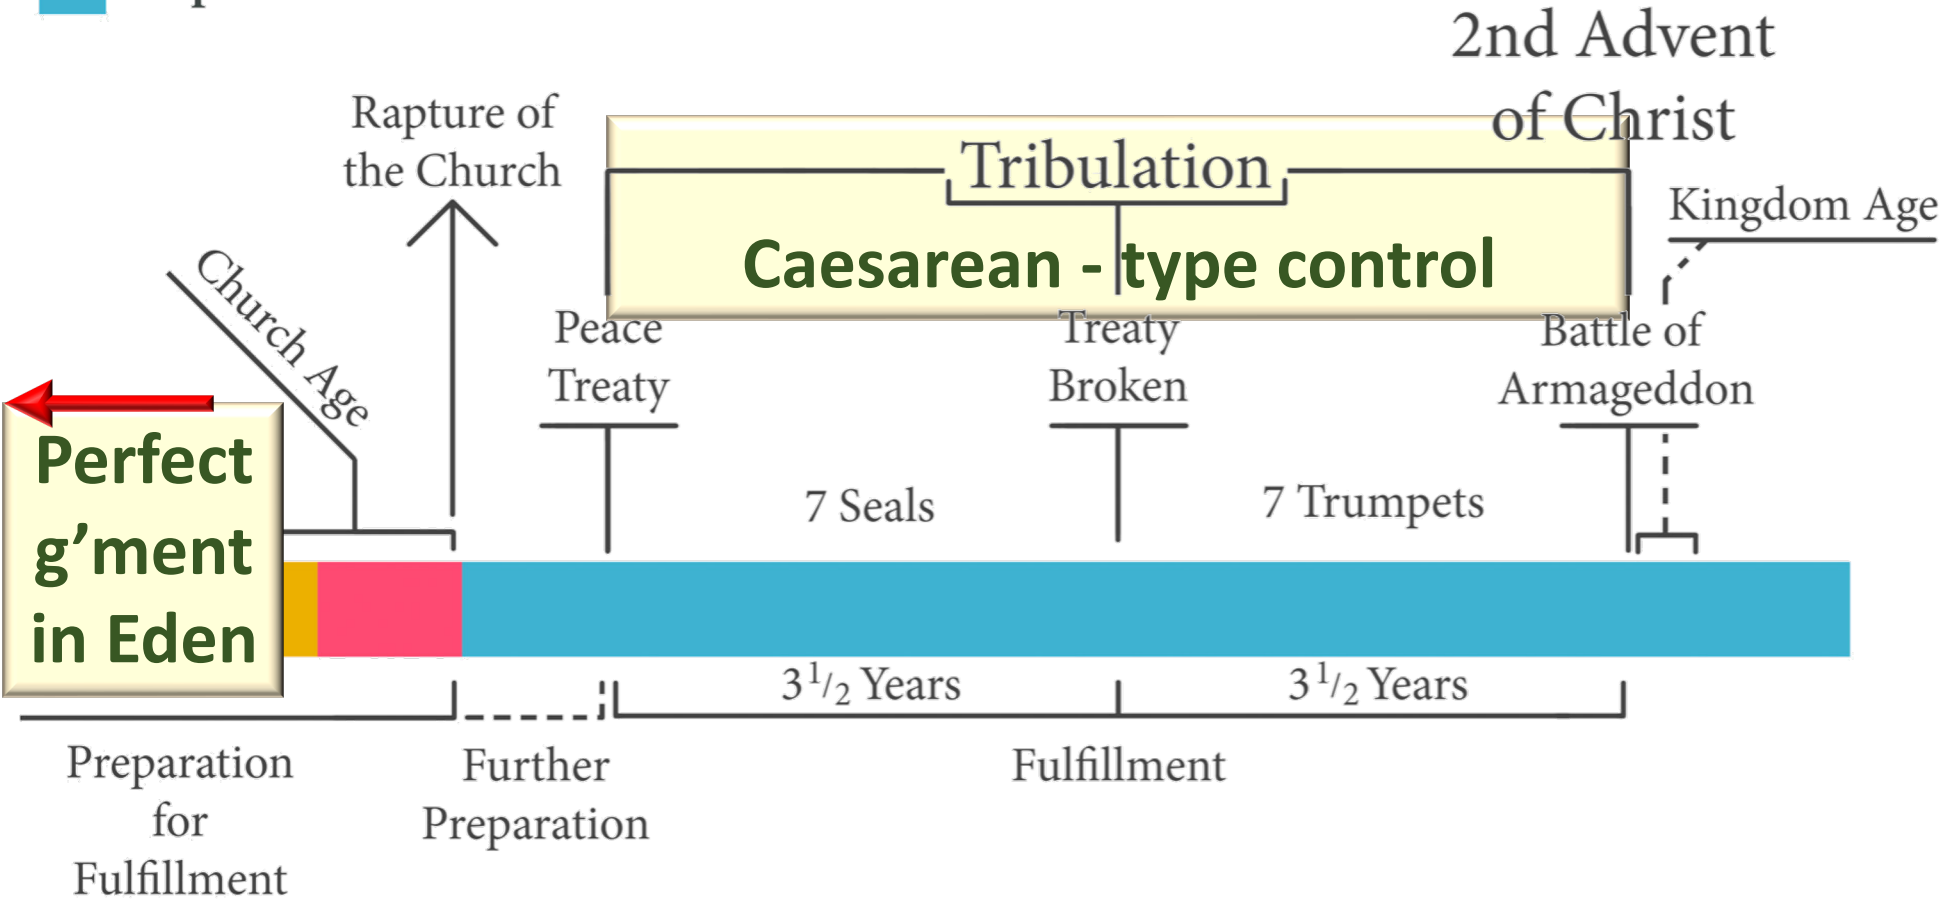 2nd Advent
of Christ
Rapture of
the Church
Tribulation
Kingdom Age
Caesarean - type control
Church Age
Peace
Treaty
Treaty
Broken
Battle of
Armageddon
Perfect
g’ment
in Eden
7 Seals
7 Trumpets
3 1/2 Years
3 1/2 Years
Preparation
for
Fulfillment
Further
Preparation
Fulfillment